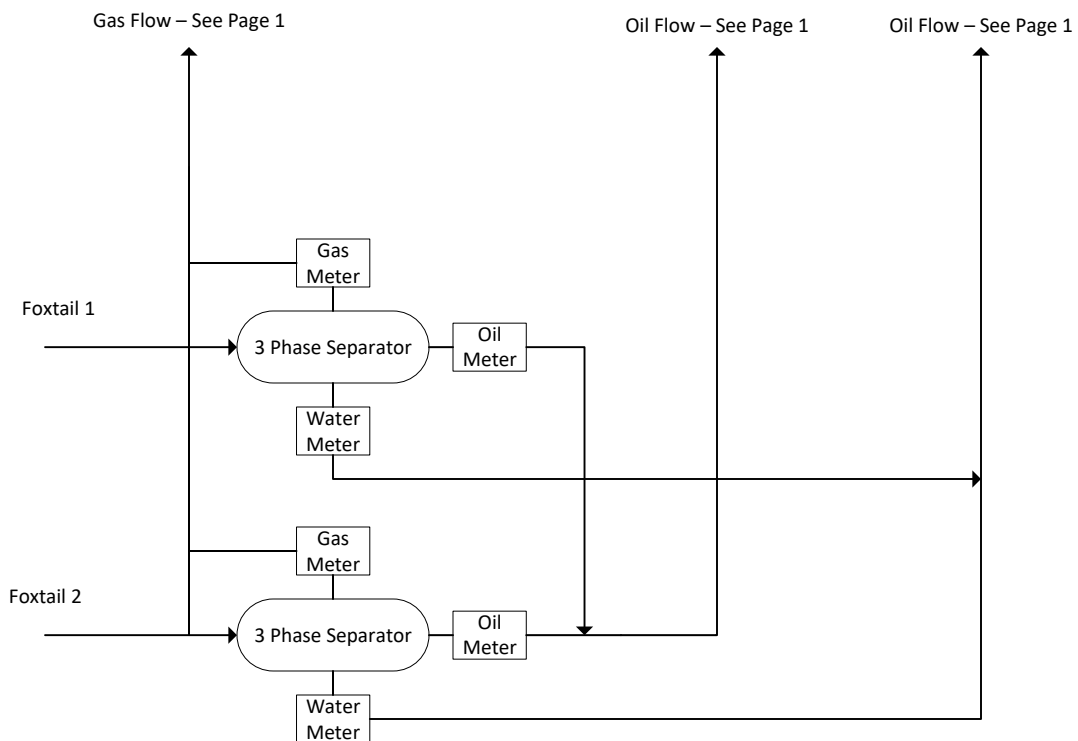 Gas Flow – See Page 1
Oil Flow – See Page 1
Oil Flow – See Page 1
Gas
Meter
Foxtail 1
3 Phase Separator
Oil
Meter
Water
Meter
Gas
Meter
Foxtail 2
3 Phase Separator
Oil
Meter
Water
Meter